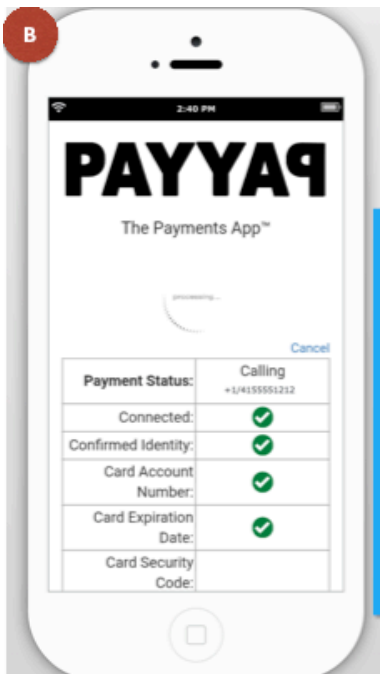 B
2:40 PM
PAYYAP
The Payments App™
processing...
Cancel
Payment Status:
Calling
+1/4155551212
Connected:
Confirmed Identity:
Card Account
Number:
Card Expiration
Date:
Card Security
Code: